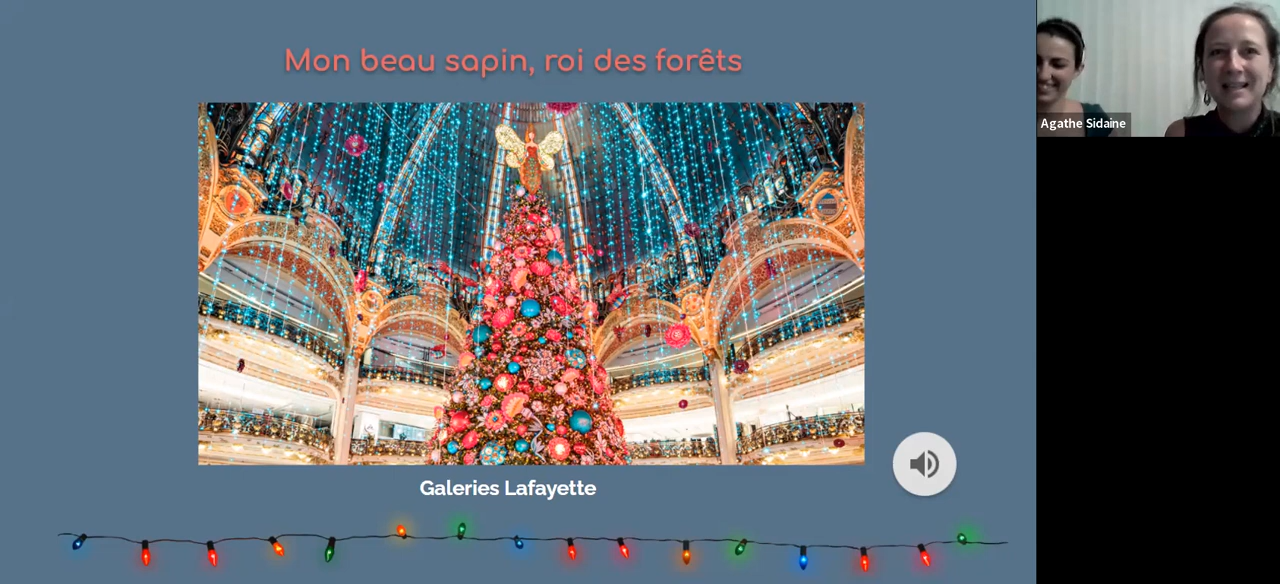 Mon beau sapin, roi des forêts
Agathe Sidaine
Galeries Lafayette